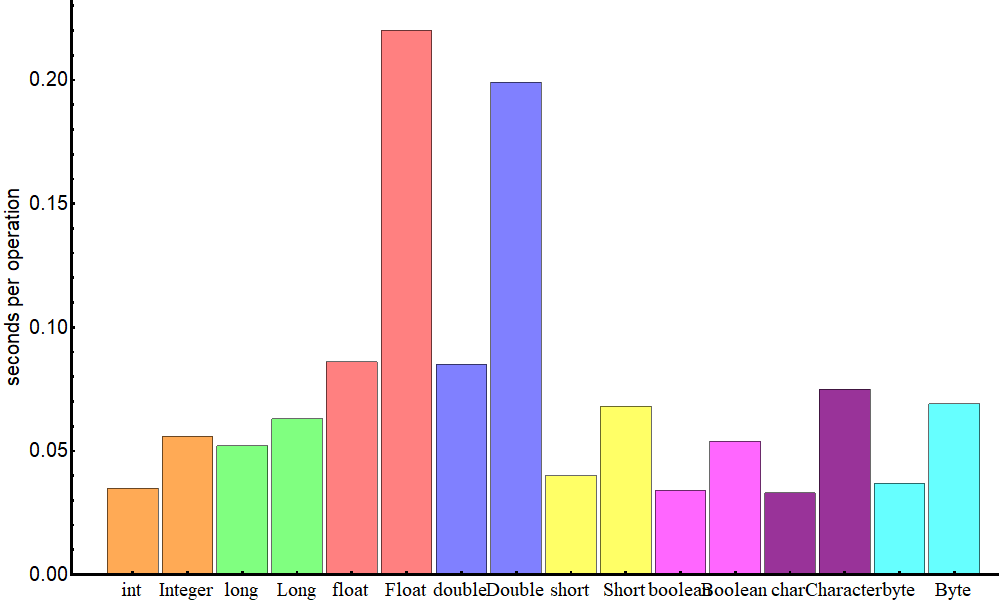 0.20
0.15
0.10
0.05
0.00
seconds per operation
int Integer long Long float Float double Double short Short boolean Boolean char Character byte Byte